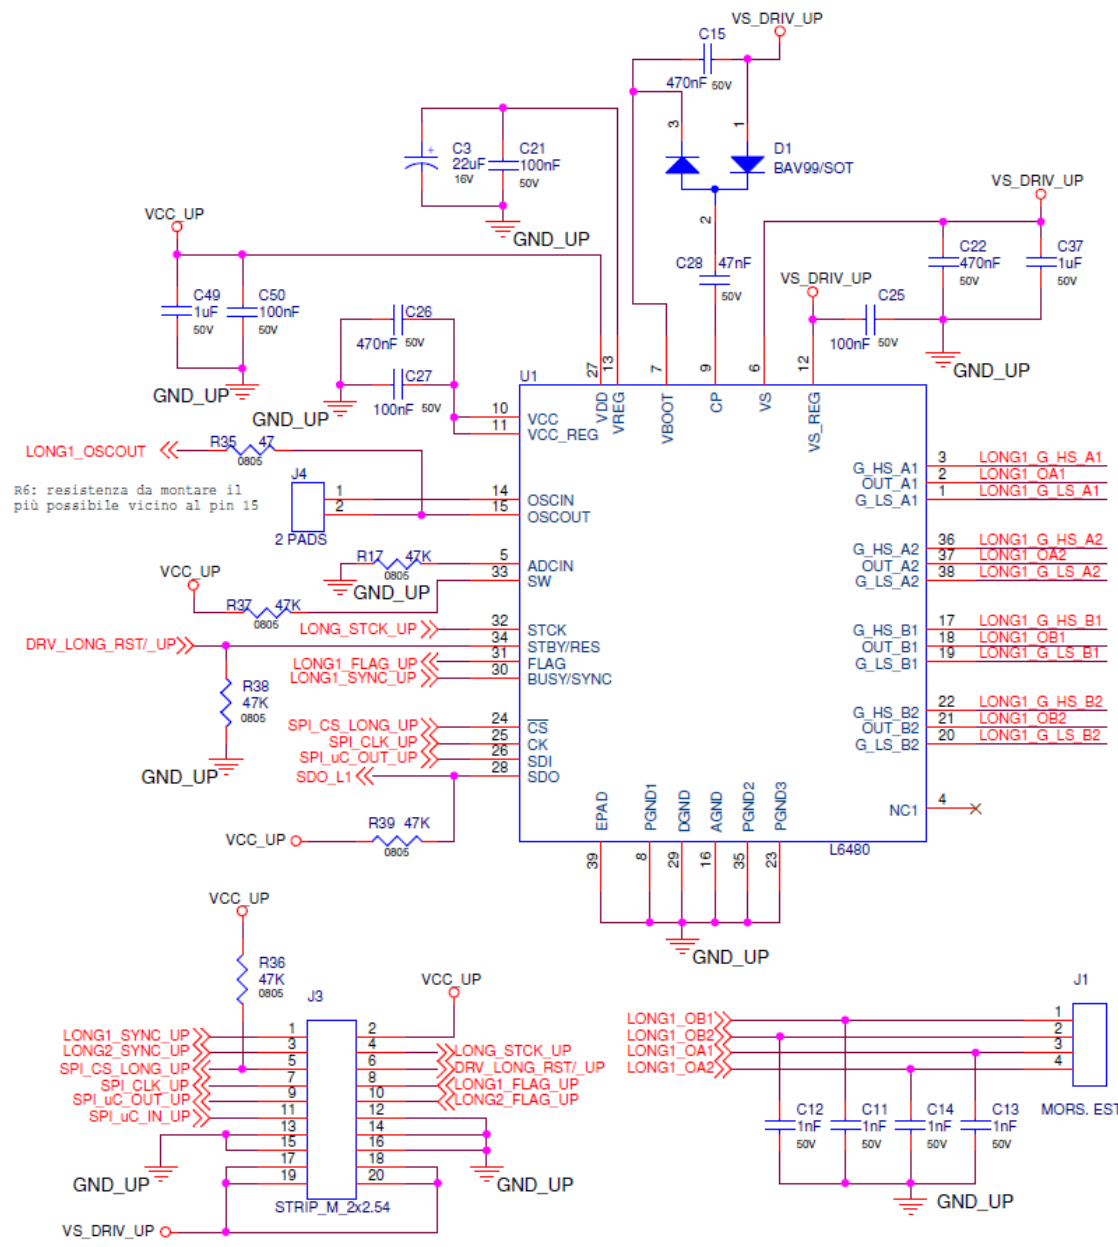 VS_DRIV_UP
C15
470nF 50V
3
1
D1
BAV99/SOT
2
C3
22uF
16V
C21
100nF
50V
GND_UP
VCC_UP
C49
1uF
50V
C50
100nF
50V
GND_UP
C28
47nF
50V
VS_DRIV_UP
C22
470nF
50V
C37
1uF
50V
VS_DRIV_UP
C25
100nF 50V
GND_UP
C26
470nF 50V
C27
100nF 50V
GND_UP
U1
27
13
7
9
6
12
VDD
VREG
VBOOT
CP
VS
VS_REG
10 VCC
11 VCC_REG
LONG1_OSCOUT
R35 47
0805
R6: resistenza da montare il
più possibile vicino al pin 15
J4
1
2
2 PADS
14 OSCIN
15 OSCOUT
R17 47K
0805
GND_UP
5 ADCIN
33 SW
VCC_UP
R37 47K
0805
LONG_STCK_UP 32 STCK
DRV_LONG_RST/_UP 34 STBY/RES
LONG1_FLAG_UP 31 FLAG
LONG1_SYNC_UP 30 BUSY/SYNC
R38
47K
0805
GND_UP
SPI_CS_LONG_UP 24 CS
SPI_CLK_UP 25 CK
SPI_uC_OUT_UP 26 SDI
SDO_L1 28 SDO
VCC_UP
R39 47K
0805
G_HS_A1 3 LONG1_G_HS_A1
OUT_A1 2 LONG1_OA1
G_LS_A1 1 LONG1_G_LS_A1
G_HS_A2 36 LONG1_G_HS_A2
OUT_A2 37 LONG1_OA2
G_LS_A2 38 LONG1_G_LS_A2
G_HS_B1 17 LONG1_G_HS_B1
OUT_B1 18 LONG1_OB1
G_LS_B1 19 LONG1_G_LS_B1
G_HS_B2 22 LONG1_G_HS_B2
OUT_B2 21 LONG1_OB2
G_LS_B2 20 LONG1_G_LS_B2
NC1 4
EPAD
PGND1
DGND
AGND
PGND2
PGND3
L6480
39
8
29
16
35
23
GND_UP
VCC_UP
R36
47K
0805
J3
VCC_UP
LONG1_SYNC_UP 1 2
LONG2_SYNC_UP 3 4 LONG_STCK_UP
SPI_CS_LONG_UP 5 6 DRV_LONG_RST/_UP
SPI_CLK_UP 7 8 LONG1_FLAG_UP
SPI_uC_OUT_UP 9 10 LONG2_FLAG_UP
SPI_uC_IN_UP 11 12
13 14
15 16
17 18
19 20
GND_UP
GND_UP
STRIP_M_2x2.54
VS_DRIV_UP
J1
LONG1_OB1 1
LONG1_OB2 2
LONG1_OA1 3
LONG1_OA2 4
MORS. EST
C12
1nF
50V
C11
1nF
50V
C14
1nF
50V
C13
1nF
50V
GND_UP